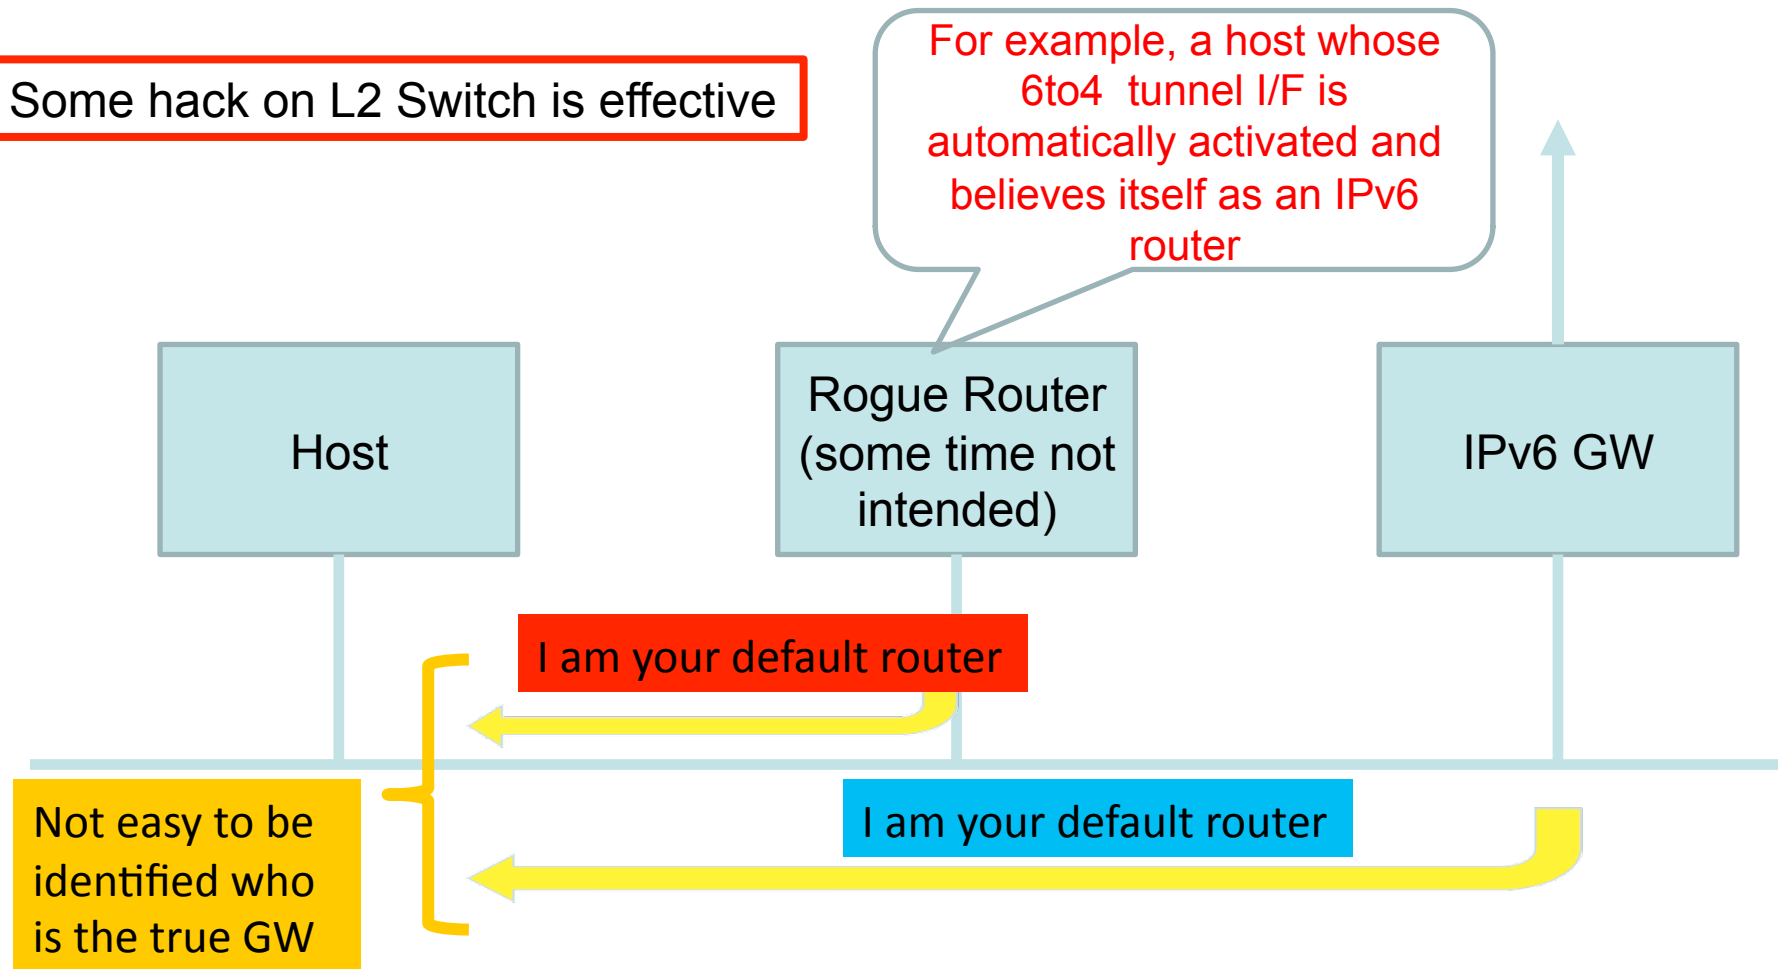 Some hack on L2 Switch is effective
For example, a host whose
6to4 tunnel I/F is
automatically activated and
believes itself as an IPv6
router
Host
Rogue Router
(some time not
intended)
IPv6 GW
I am your default router
I am your default router
Not easy to be
identified who
is the true GW